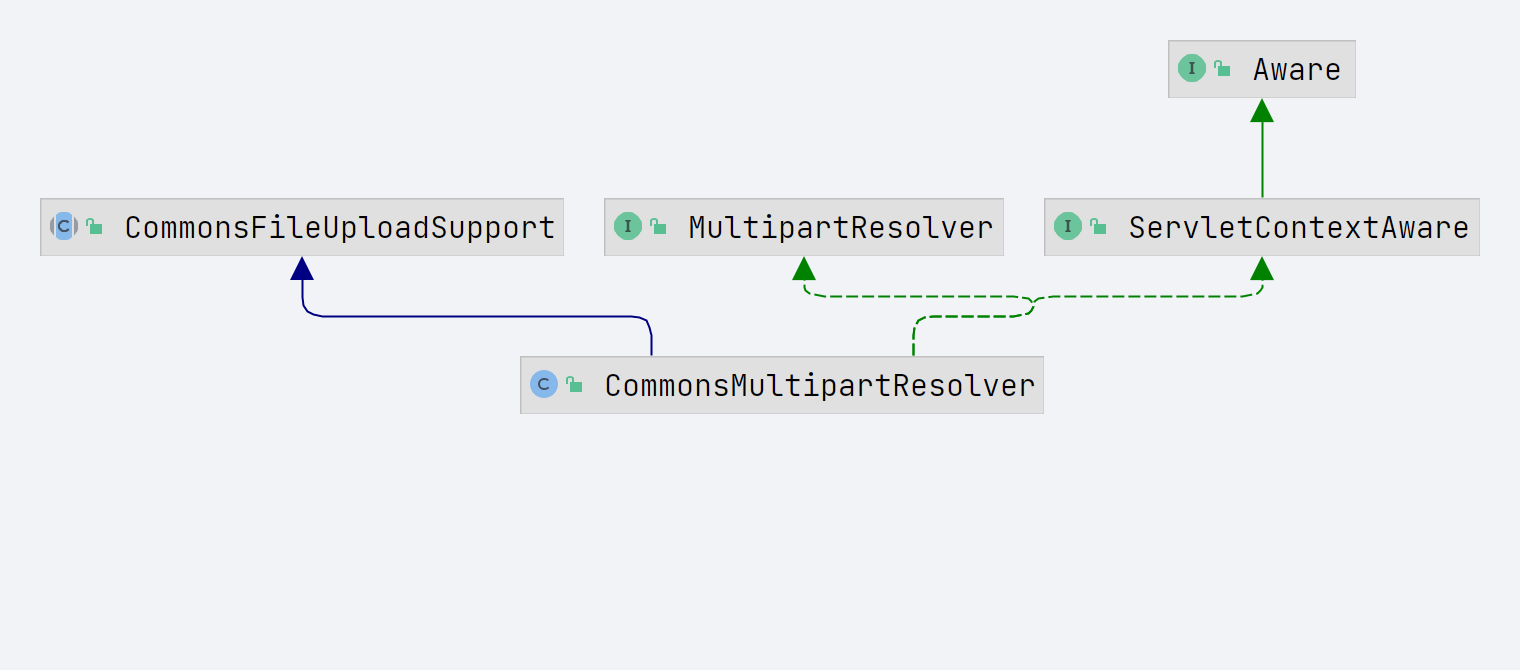 I Aware
C CommonsFileUploadSupport
I MultipartResolver
I ServletContextAware
C CommonsMultipartResolver